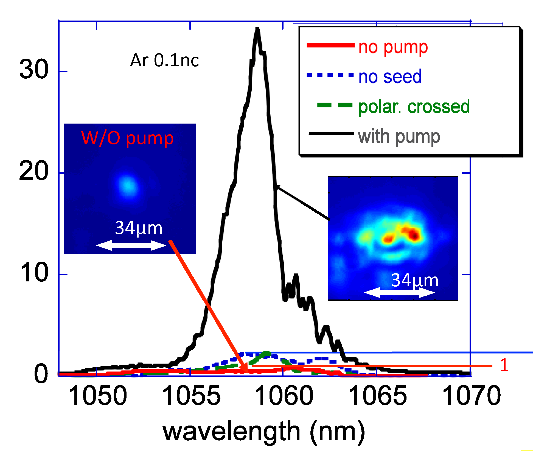 30
20
10
0
Ar 0.1nc
no pump
no seed
polar. crossed
with pump
W/O pump
34μm
34μm
1
1050 1055 1060 1065 1070
wavelength (nm)